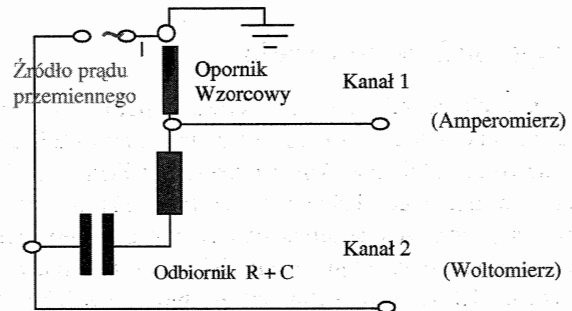 Źródło prądu
przemiennego
Opornik
Wzorcowy
Kanał 1
(Amperomierz)
Odbiornik R + C
Kanał 2
(Woltomierz)